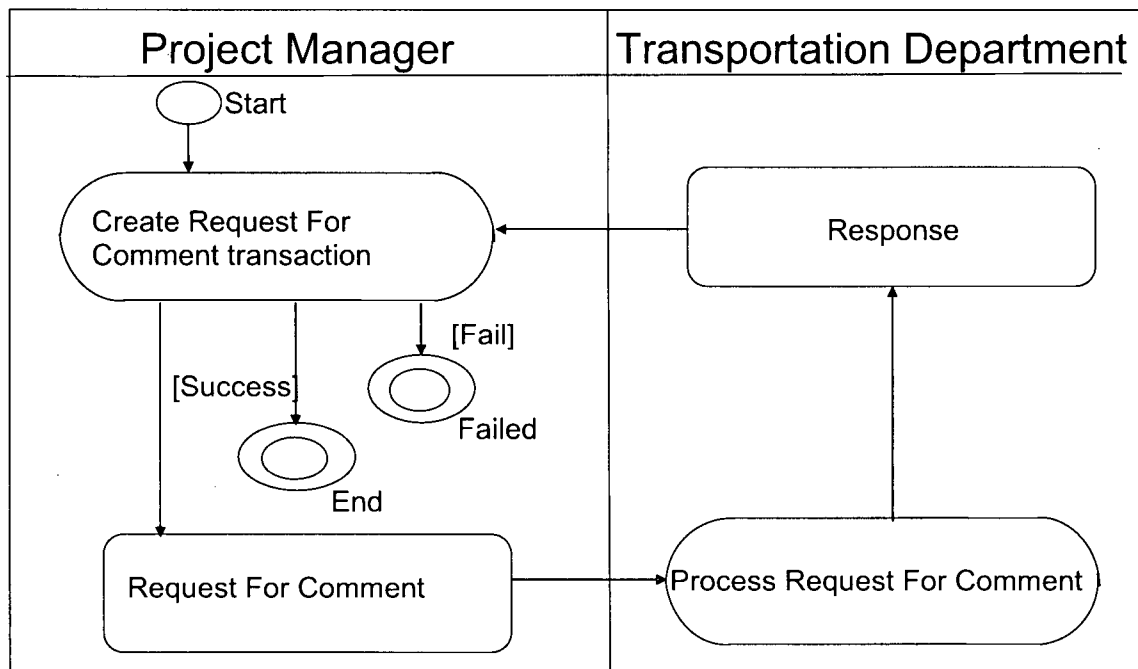 Project Manager
Transportation Department
Start
Create Request For
Comment transaction
Response
[Fail]
[Success]
Failed
End
Request For Comment
Process Request For Comment